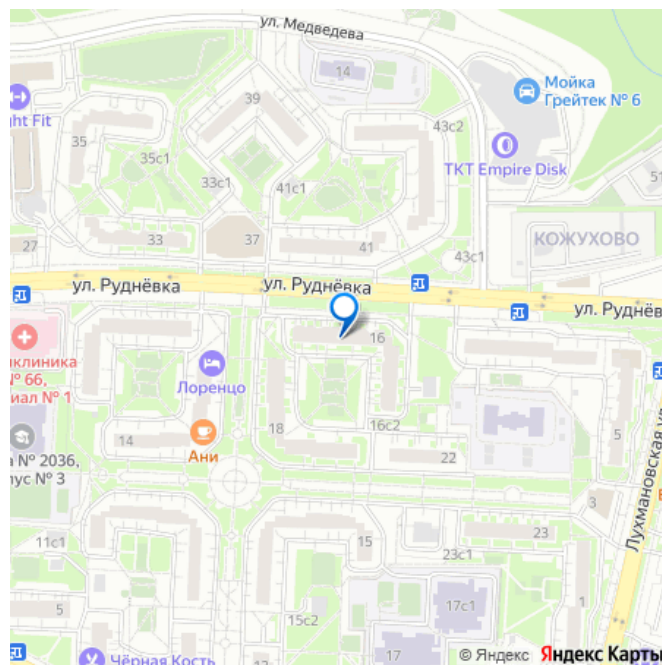 ул. Медведева
14
Мойка
Грейтек № 6
39
ht Fit
43с2
35
35с1
ТКТ Empire Disk
33с1
41с1
51
27
33
37
41
43с1
КОЖУХОВО
ул. Руднёвка
ул. Руднёвка
ул. Руднёв
иклиника
№ 66,
иал № 1
16
Лоренцо
14
Ани
18
16с2
22
5
а № 2036,
пус № 3
3
Лухмановская ул
11с1
15
23
23с1
5
15с2
17с1
1
17
Чёрная Кость
© Яндекс Яндекс Карты